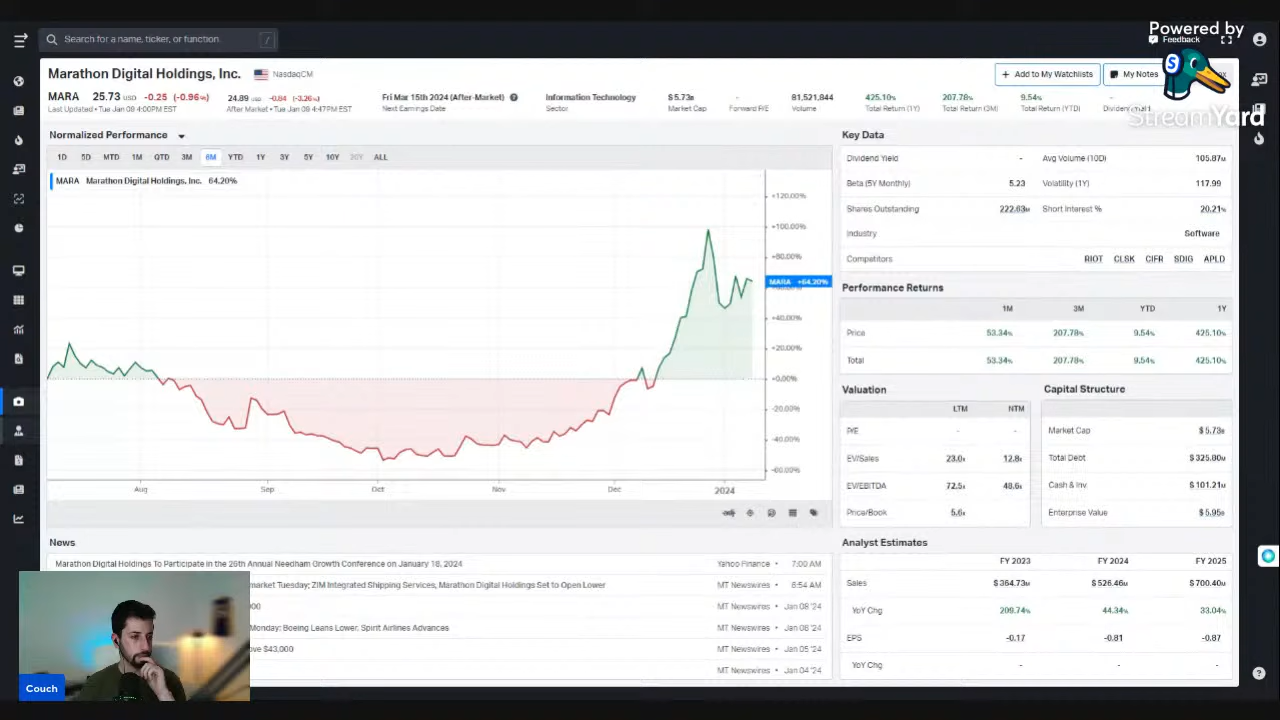 Search for a name, ticker, or function.
/
Powered by
Feedback
StreamYard
Marathon Digital Holdings, Inc.
NasdaqCM
Add to My Watchlists
My Notes
MARA 25.73 USD -0.25 (-0.96%)
Last Updated • Tue Jan 09 4:00PM EST
24.89 USD -0.84 (-3.26%)
After Market • Tue Jan 09 4:47PM EST
Fri Mar 15th 2024 (After-Market)
Next Earnings Date
Information Technology
Sector
$5.73B
Market Cap
-
Forward P/E
81,521,844
Volume
425.10%
Total Return (1Y)
207.78%
Total Return (3M)
9.54%
Total Return (YTD)
-
Normalized Performance
1D 5D MTD 1M QTD 3M 6M YTD 1Y 3Y 5Y 10Y 20Y ALL
MARA Marathon Digital Holdings, Inc. 64.20%
+120.00%
+100.00%
+80.00%
MARA +64.20%
+40.00%
+20.00%
+0.00%
-20.00%
-40.00%
-60.00%
Aug Sep Oct Nov Dec 2024
Key Data
Dividend Yield - Avg Volume (10D) 105.87M
Beta (5Y Monthly) 5.23 Volatility (1Y) 117.99
Shares Outstanding 222.63M Short Interest % 20.21%
Industry Software
Competitors RIOT CLSK CIFR SDIG APLD
Performance Returns
1M 3M YTD 1Y
Price 53.34% 207.78% 9.54% 425.10%
Total 53.34% 207.78% 9.54% 425.10%
Valuation
LTM NTM
P/E - -
EV/Sales 23.0x 12.8x
EV/EBITDA 72.5x 48.6x
Price/Book 5.6x
Capital Structure
Market Cap $5.73B
Total Debt $325.80M
Cash & Inv. $101.21M
Enterprise Value $5.95B
News
Marathon Digital Holdings To Participate in the 26th Annual Needham Growth Conference on January 18, 2024 Yahoo Finance • 7:00 AM
market Tuesday; ZIM Integrated Shipping Services, Marathon Digital Holdings Set to Open Lower MT Newswires • 6:54 AM
MT Newswires • Jan 08 '24
Monday: Boeing Leans Lower, Spirit Airlines Advances MT Newswires • Jan 08 '24
$43,000 MT Newswires • Jan 05 '24
MT Newswires • Jan 04 '24
Analyst Estimates
FY 2023 FY 2024 FY 2025
Sales $364.73M $526.46M $700.40M
YoY Chg 209.74% 44.34% 33.04%
EPS -0.17 -0.81 -0.87
YoY Chg - - -
Couch